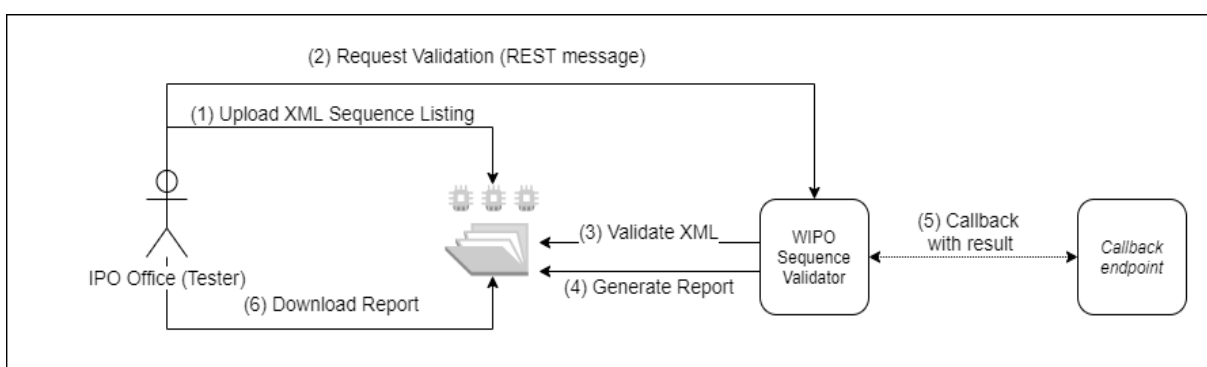 (2) Request Validation (REST message)
(1) Upload XML Sequence Listing
IPO Office (Tester)
(3) Validate XML
(4) Generate Report
(6) Download Report
WIPO
Sequence
Validator
(5) Callback
with result
Callback
endpoint